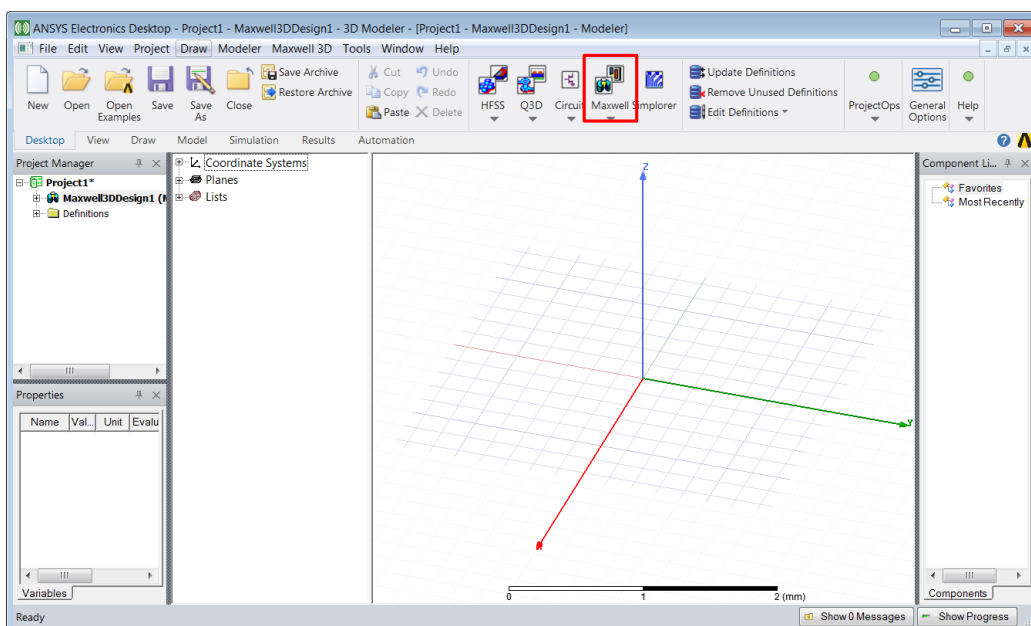 ANSYS Electronics Desktop - Project1 - Maxwell3DDesign1 - 3D Modeler - [Project1 - Maxwell3DDesign1 - Modeler]
File Edit View Project Draw Modeler Maxwell 3D Tools Window Help
New Open Open Examples Save Save As Close
Save Archive
Restore Archive
Cut Undo
Copy Redo
Paste Delete
HFSS Q3D Circuit Maxwell Simplorer
Update Definitions
Remove Unused Definitions
Edit Definitions
ProjectOps General Options Help
Desktop View Draw Model Simulation Results Automation
Project Manager
Project1*
Maxwell3DDesign1 (M
Definitions
Coordinate Systems
Planes
Lists
Z
Y
Component Li...
Favorites
Most Recently
Properties
Name Val... Unit Evalu
Variables
0 1 2 (mm)
Components
Ready
Show 0 Messages Show Progress